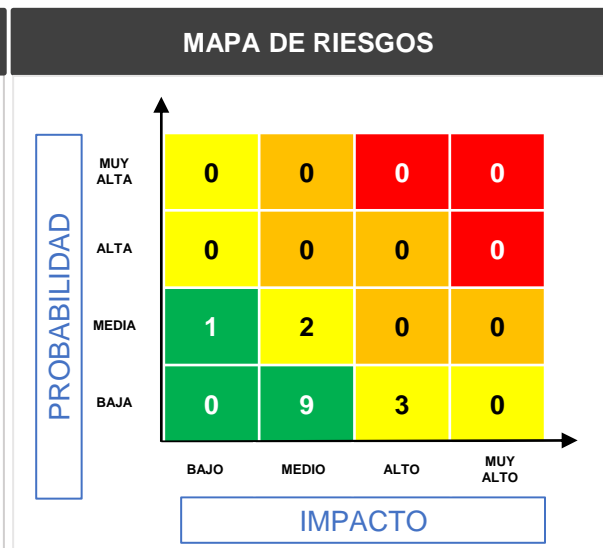 MAPA DE RIESGOS
PROBABILIDAD
MUY
ALTA
0 0 0 0
ALTA
0 0 0 0
MEDIA
1 2 0 0
BAJA
0 9 3 0
BAJO MEDIO ALTO MUY
ALTO
IMPACTO